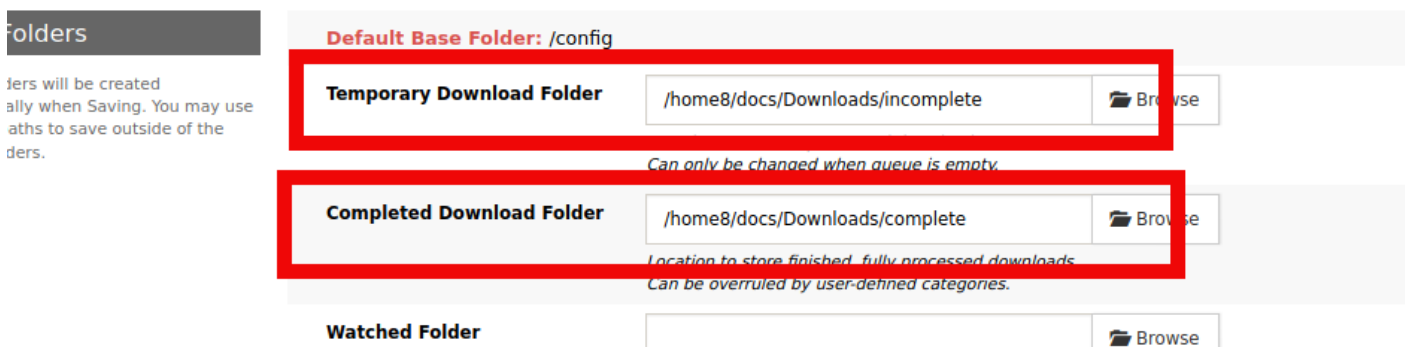 Folders
ders will be created
ally when Saving. You may use
aths to save outside of the
ders.
Default Base Folder: /config
Temporary Download Folder
/home8/docs/Downloads/incomplete
Browse
Can only be changed when queue is empty.
Completed Download Folder
/home8/docs/Downloads/complete
Browse
Location to store finished, fully processed downloads.
Can be overruled by user-defined categories.
Watched Folder
Browse